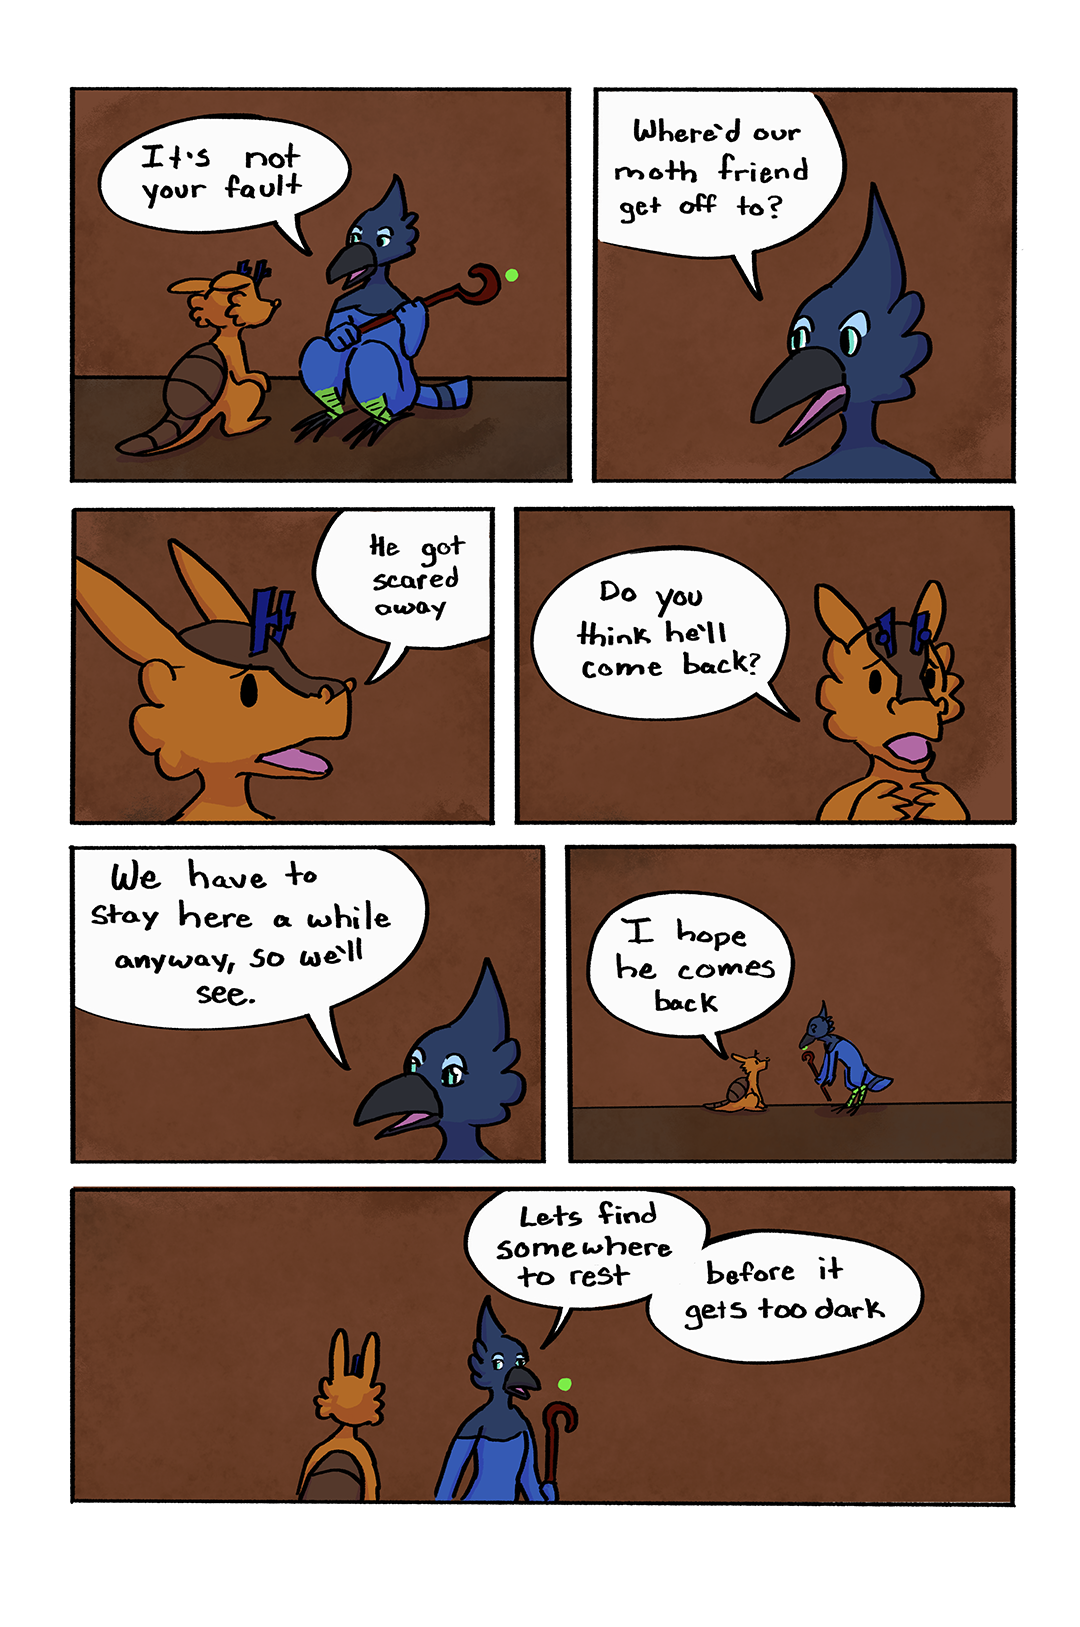 It's not
your fault
Where'd our
moth friend
get off to?
He got
scared
away
Do you
think he'll
come back?
We have to
stay here a while
anyway, so we'll
see.
I hope
he comes
back
Lets find
somewhere
to rest
before it
gets too dark